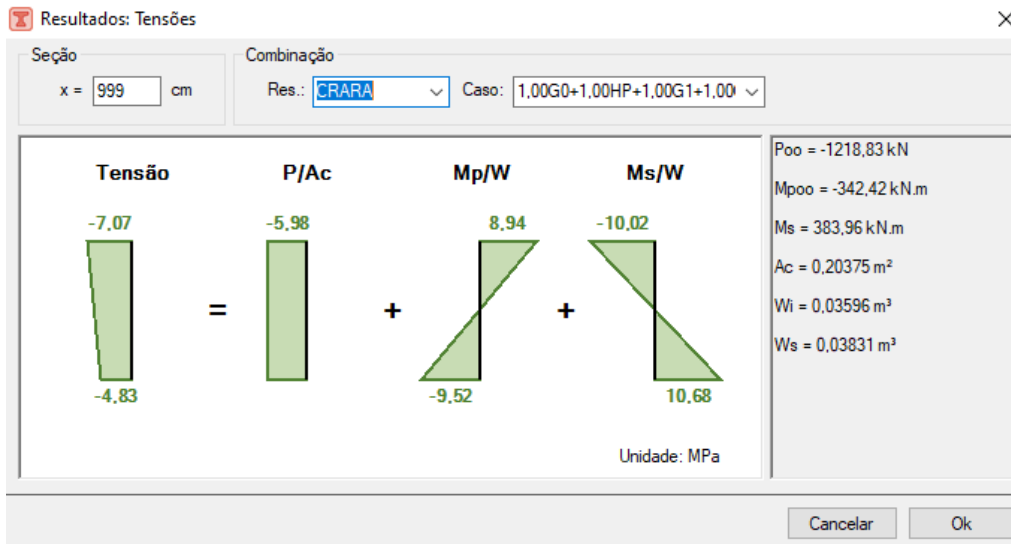 Resultados: Tensões
Seção
x = 999 cm
Combinação
Res.: CRARA Caso: 1,00G0+1,00HP+1,00G1+1,00
Tensão P/Ac Mp/W Ms/W
-7,07 -5,98 8,94 -10,02
= + +
-4,83 -9,52 10,68
Unidade: MPa
Poo = -1218,83 kN
Mpoo = -342,42 kN.m
Ms = 383,96 kN.m
Ac = 0,20375 m²
Wi = 0,03596 m³
Ws = 0,03831 m³
Cancelar Ok